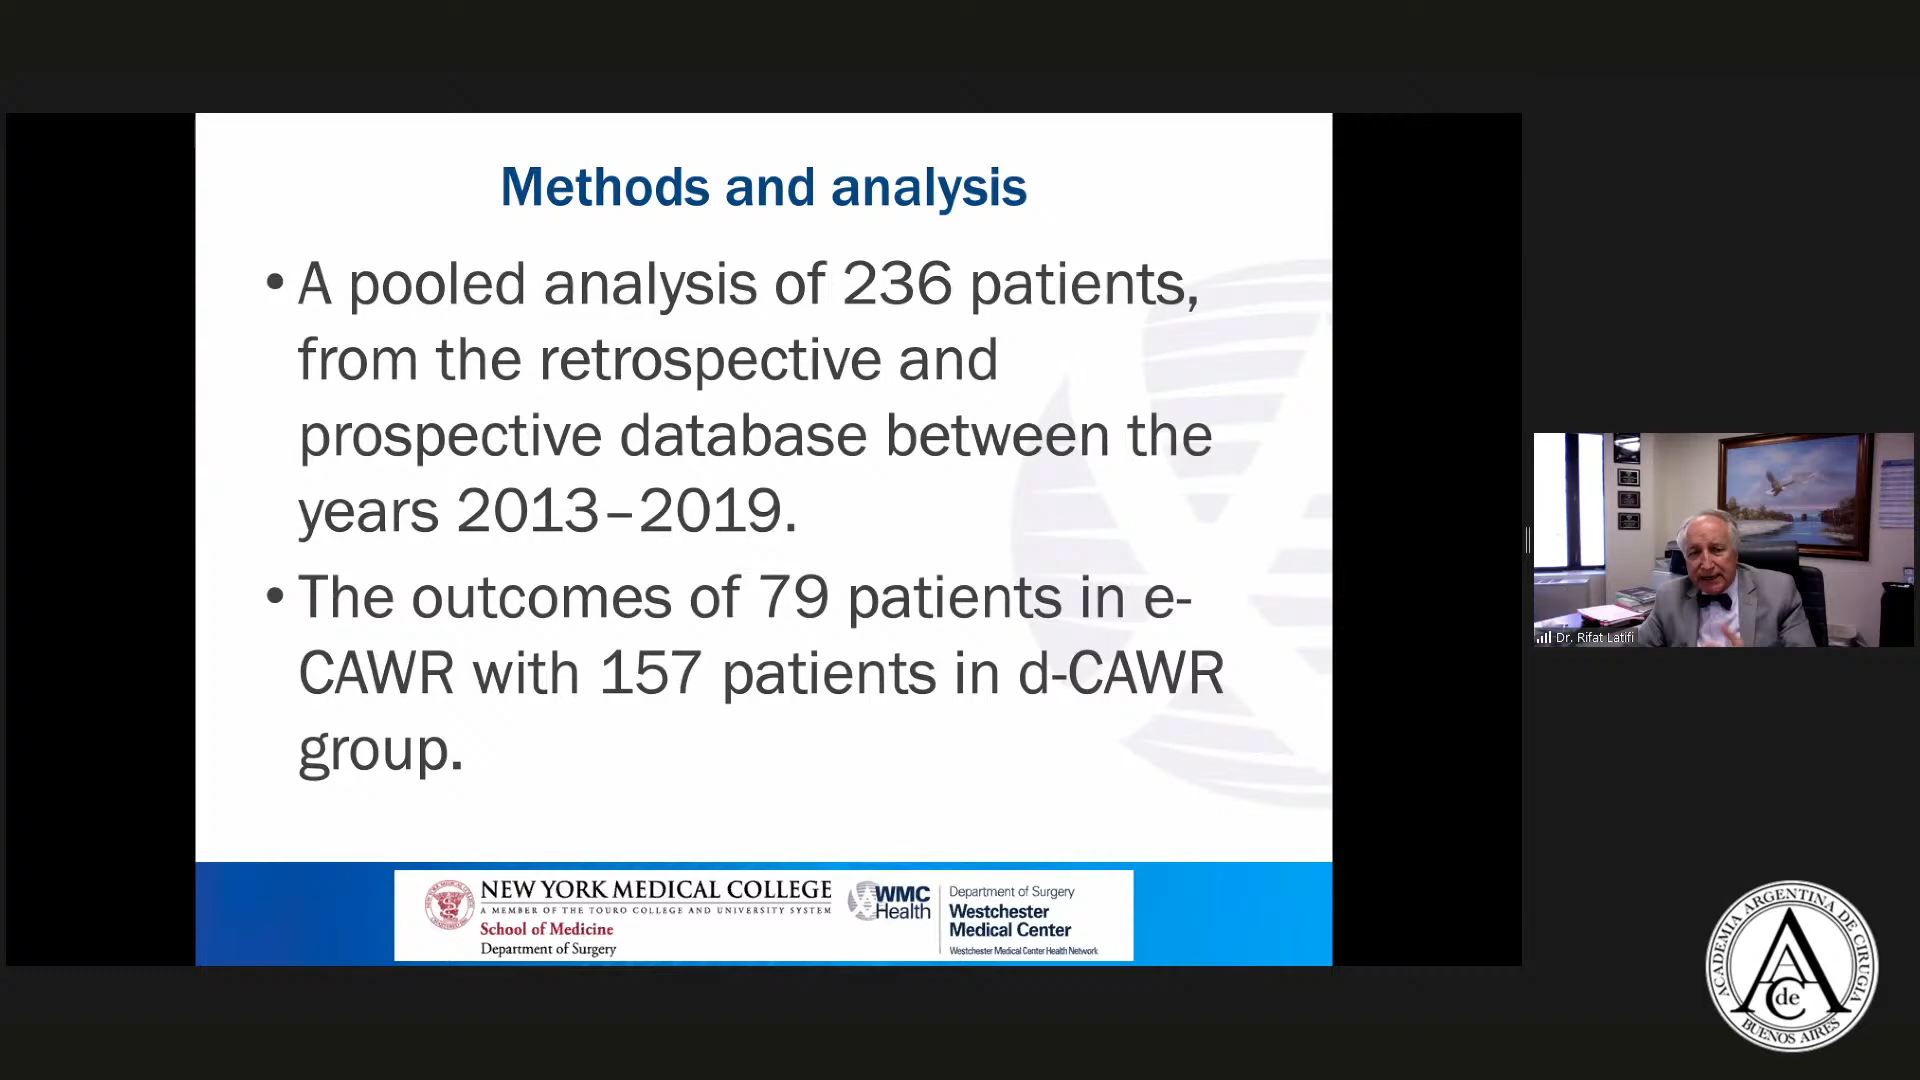 Methods and analysis
• A pooled analysis of 236 patients,
from the retrospective and
prospective database between the
years 2013–2019.
• The outcomes of 79 patients in e-
CAWR with 157 patients in d-CAWR
group.
NEW YORK MEDICAL COLLEGE
A MEMBER OF THE TOURO COLLEGE AND UNIVERSITY SYSTEM
School of Medicine
Department of Surgery
WMC
Health
Department of Surgery
Westchester
Medical Center
Westchester Medical Center Health Network
Dr. Rifat Latifi
ACADEMIA ARGENTINA DE CIRUGIA
AAC
de
BUENOS AIRES